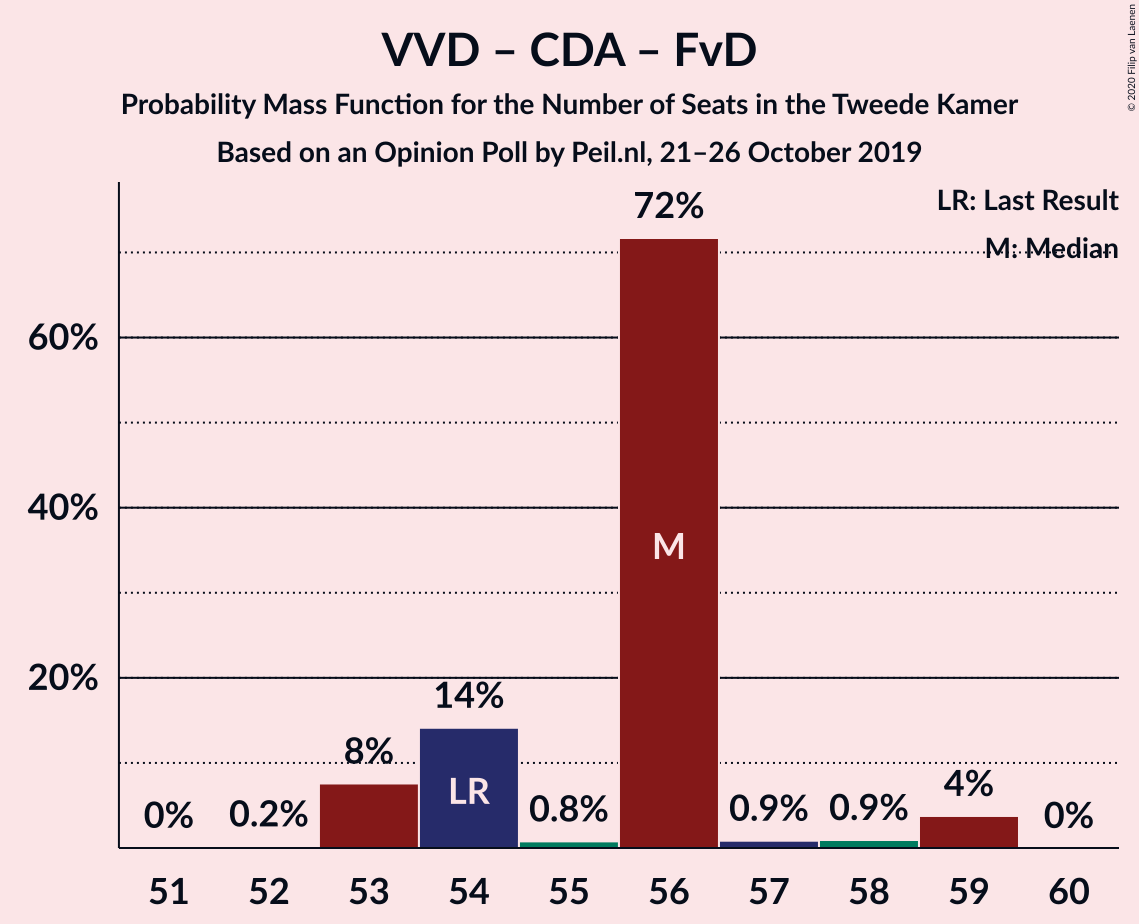 VVD – CDA – FvD
Probability Mass Function for the Number of Seats in the Tweede Kamer
Based on an Opinion Poll by Peil.nl, 21–26 October 2019
© 2020 Filip van Laenen
LR: Last Result
M: Median
72%
60%
40%
M
20%
14%
8%
LR
4%
0%
0.2%
0.8%
0.9%
0.9%
0%
51 52 53 54 55 56 57 58 59 60